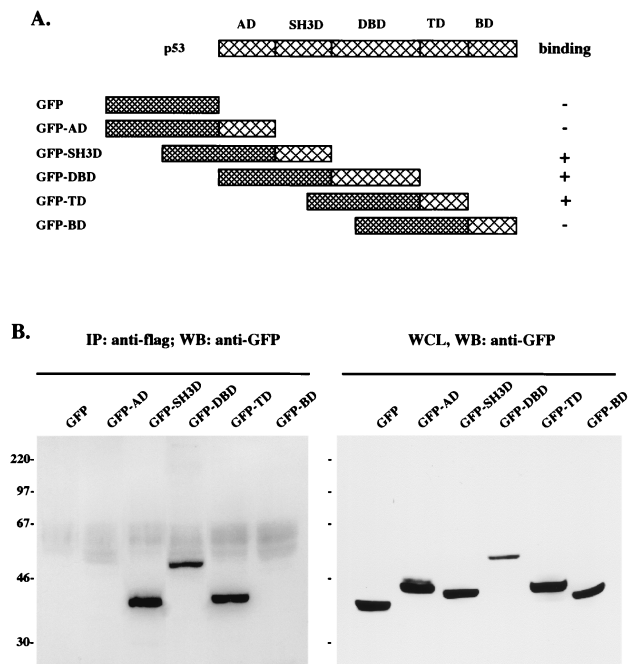 A.
AD SH3D DBD TD BD
p53 binding
GFP -
GFP-AD -
GFP-SH3D +
GFP-DBD +
GFP-TD +
GFP-BD -
B.
IP: anti-flag; WB: anti-GFP WCL, WB: anti-GFP
GFP GFP-AD GFP-SH3D GFP-DBD GFP-TD GFP-BD GFP GFP-AD GFP-SH3D GFP-DBD GFP-TD GFP-BD
220- -
97- -
67- -
46- -
30- -